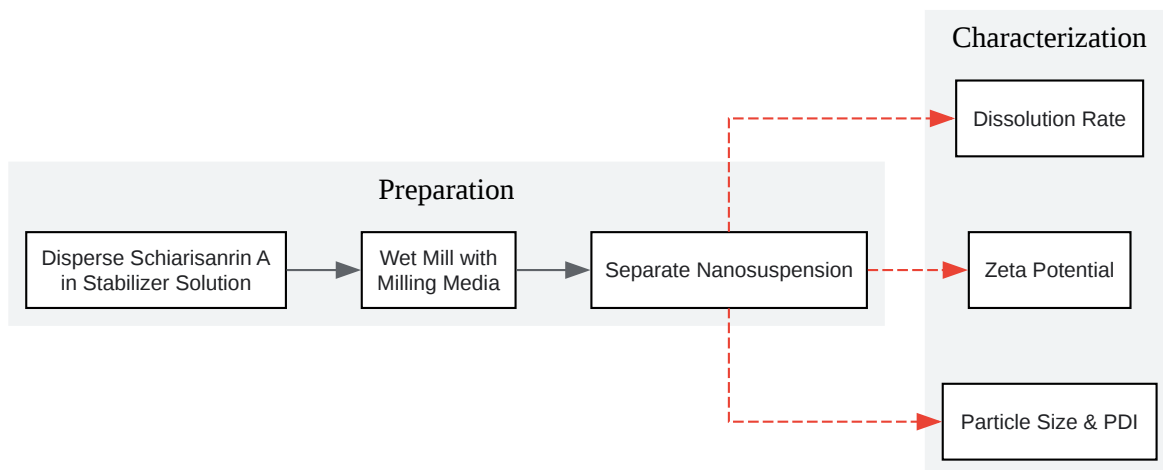 Preparation
Disperse Schiarisanrin A
in Stabilizer Solution
Wet Mill with
Milling Media
Separate Nanosuspension
Characterization
Dissolution Rate
Zeta Potential
Particle Size & PDI